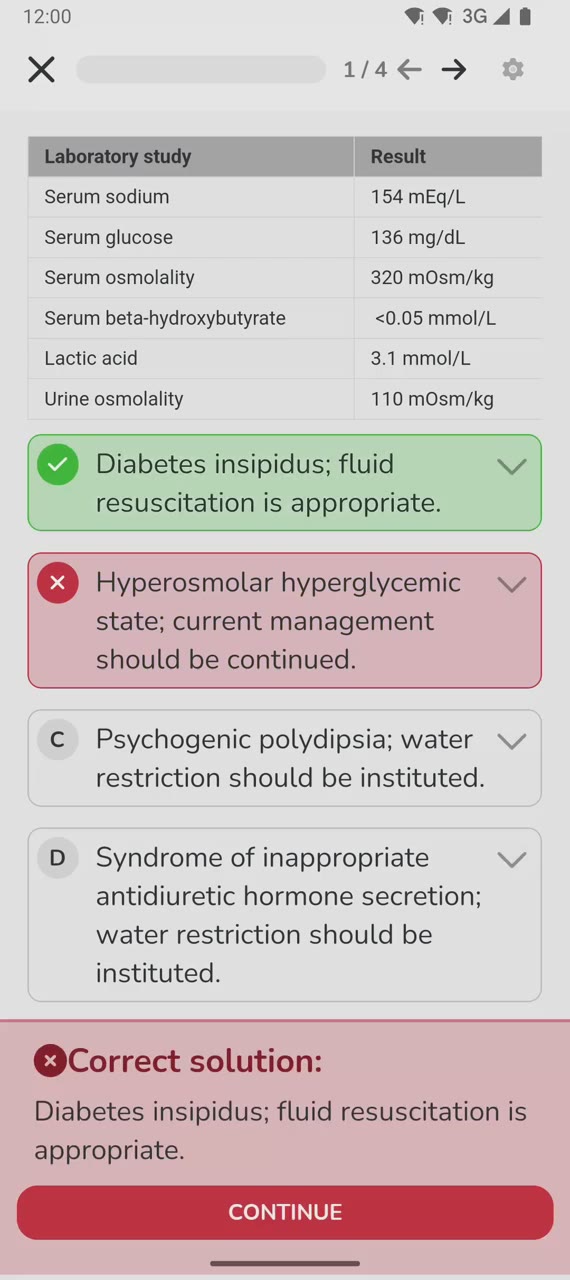 12:00
3G
1 / 4
Laboratory study Result
Serum sodium 154 mEq/L
Serum glucose 136 mg/dL
Serum osmolality 320 mOsm/kg
Serum beta-hydroxybutyrate <0.05 mmol/L
Lactic acid 3.1 mmol/L
Urine osmolality 110 mOsm/kg
Diabetes insipidus; fluid
resuscitation is appropriate.
Hyperosmolar hyperglycemic
state; current management
should be continued.
C Psychogenic polydipsia; water
restriction should be instituted.
D Syndrome of inappropriate
antidiuretic hormone secretion;
water restriction should be
instituted.
Correct solution:
Diabetes insipidus; fluid resuscitation is
appropriate.
CONTINUE